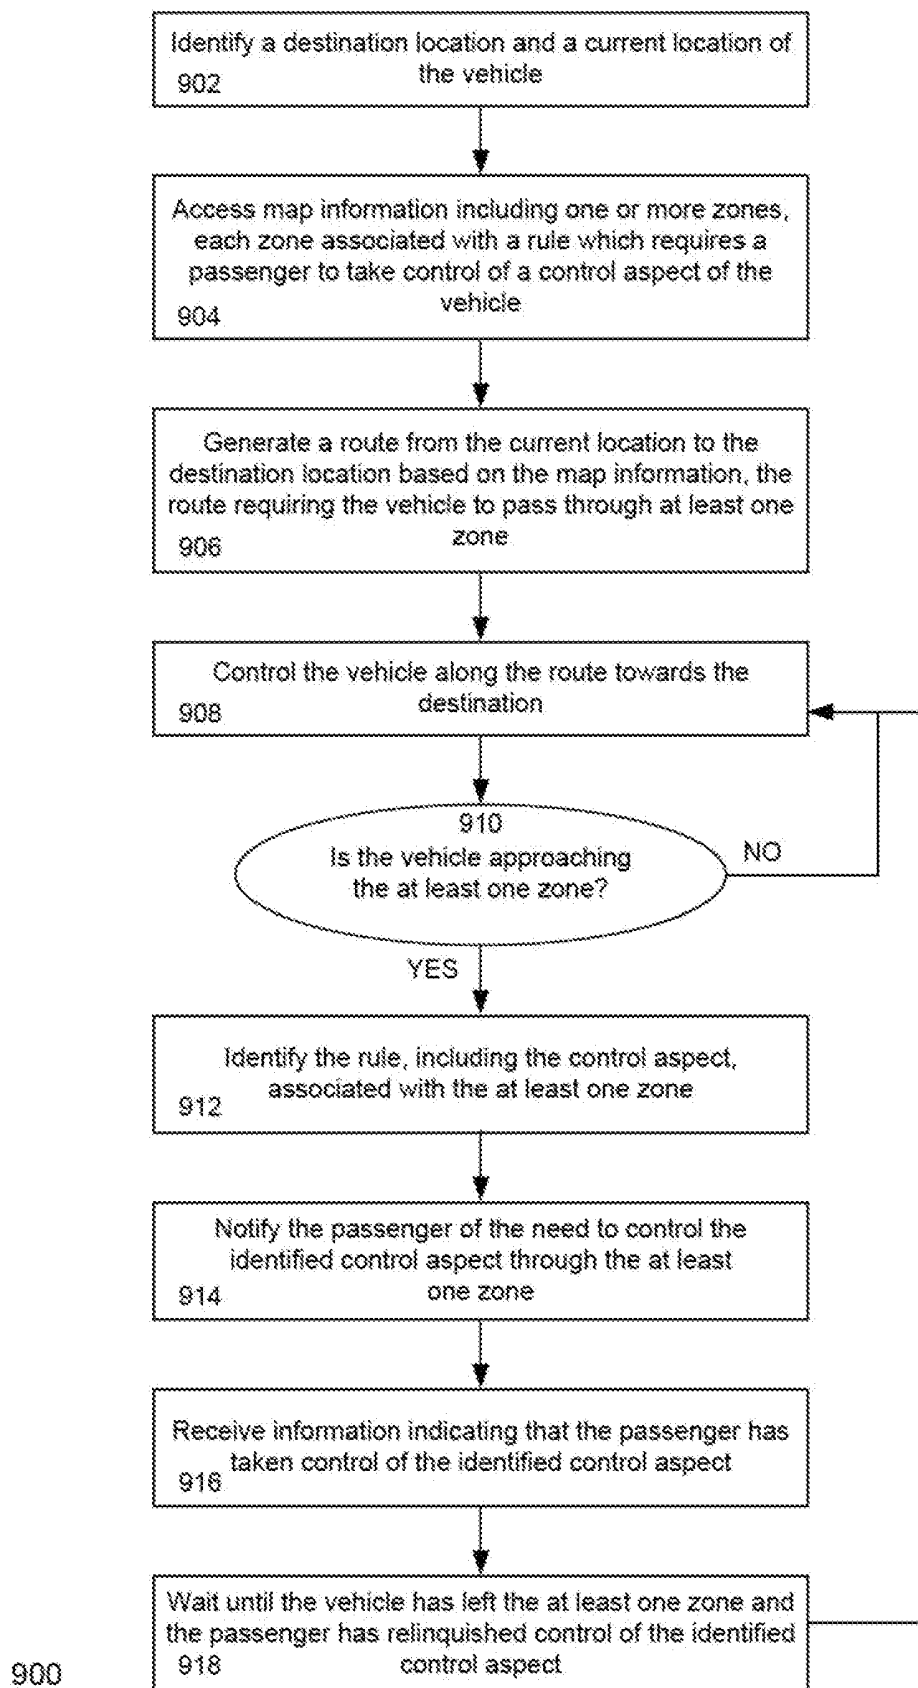 Identify a destination location and a current location of
the vehicle
902
Access map information including one or more zones,
each zone associated with a rule which requires a
passenger to take control of a control aspect of the
vehicle
904
Generate a route from the current location to the
destination location based on the map information, the
route requiring the vehicle to pass through at least one
zone
906
Control the vehicle along the route towards the
destination
908
910
Is the vehicle approaching
the at least one zone?
NO
YES
Identify the rule, including the control aspect,
associated with the at least one zone
912
Notify the passenger of the need to control the
identified control aspect through the at least
one zone
914
Receive information indicating that the passenger has
taken control of the identified control aspect
916
Wait until the vehicle has left the at least one zone and
the passenger has relinquished control of the identified
control aspect
918
900